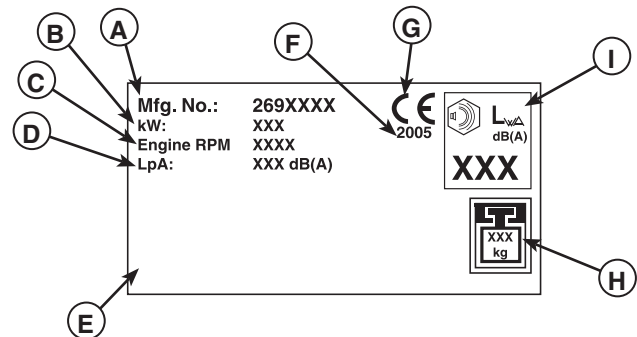 A
B
C
D
E
F
G
H
I
Mfg. No.: 269XXXX
kW: XXX
Engine RPM XXXX
LpA: XXX dB(A)
CE
2005
LWA
dB(A)
XXX
XXX
kg